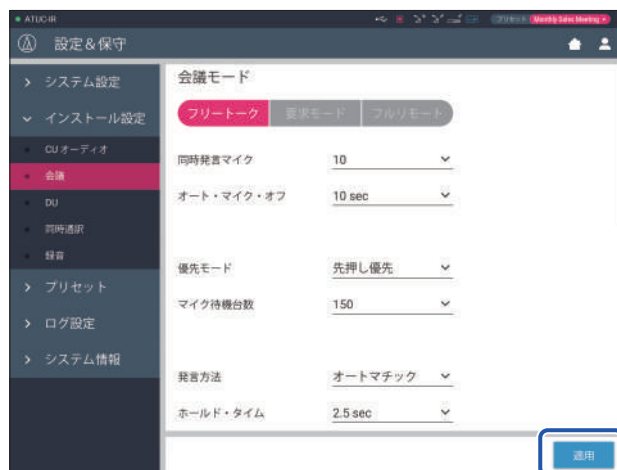 ATUC-IR
プリセット Monthly Sales Meeting
設定＆保守
システム設定
インストール設定
CUオーディオ
会議
DU
同時通訳
録音
プリセット
ログ設定
システム情報
会議モード
フリートーク 要求モード フルリモート
同時発言マイク 10
オート・マイク・オフ 10 sec
優先モード 先押し優先
マイク待機台数 150
発言方法 オートマチック
ホールド・タイム 2.5 sec
適用